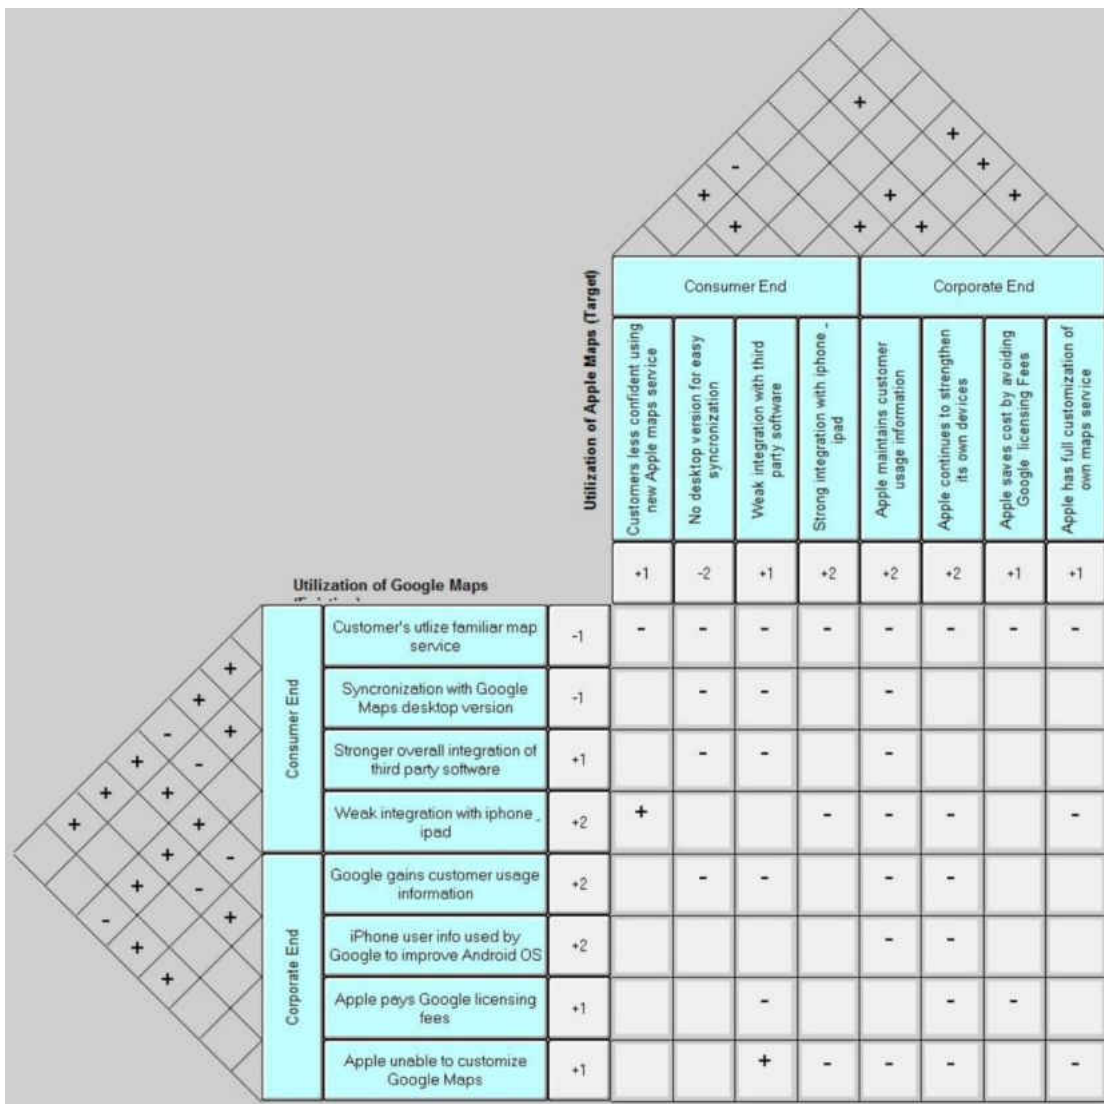 +
+
+
-
+
+
+
+
+
+
+
Utilization of Apple Maps (Target)
Consumer End
Corporate End
Customers less confident using
new Apple maps service
No desktop version for easy
syncronization
Weak integration with third
party software
Strong integration with iphone_
ipad
Apple maintains customer
usage information
Apple continues to strengthen
its own devices
Apple saves cost by avoiding
Google licensing Fees
Apple has full customization of
own maps service
+1 -2 +1 +2 +2 +2 +1 +1
Utilization of Google Maps
Consumer End
Customer's utlize familiar map
service
-1 - - - - - - - -
Syncronization with Google
Maps desktop version
-1 - - -
Stronger overall integration of
third party software
+1 - - -
Weak integration with iphone_
ipad
+2 + - - - -
Corporate End
Google gains customer usage
information
+2 - - - -
iPhone user info used by
Google to improve Android OS
+2 - -
Apple pays Google licensing
fees
+1 - - -
Apple unable to customize
Google Maps
+1 + - - - -
+
+
-
+
+
-
+
+
+
+
+
-
+
-
-
+
+
+